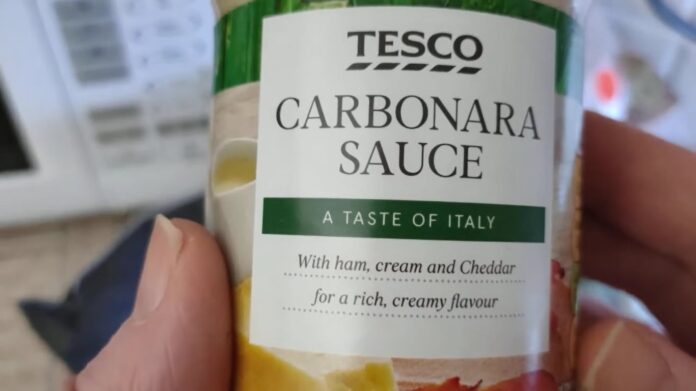 TESCO
CARBONARA
SAUCE
A TASTE OF ITALY
With ham, cream and Cheddar
for a rich, creamy flavour